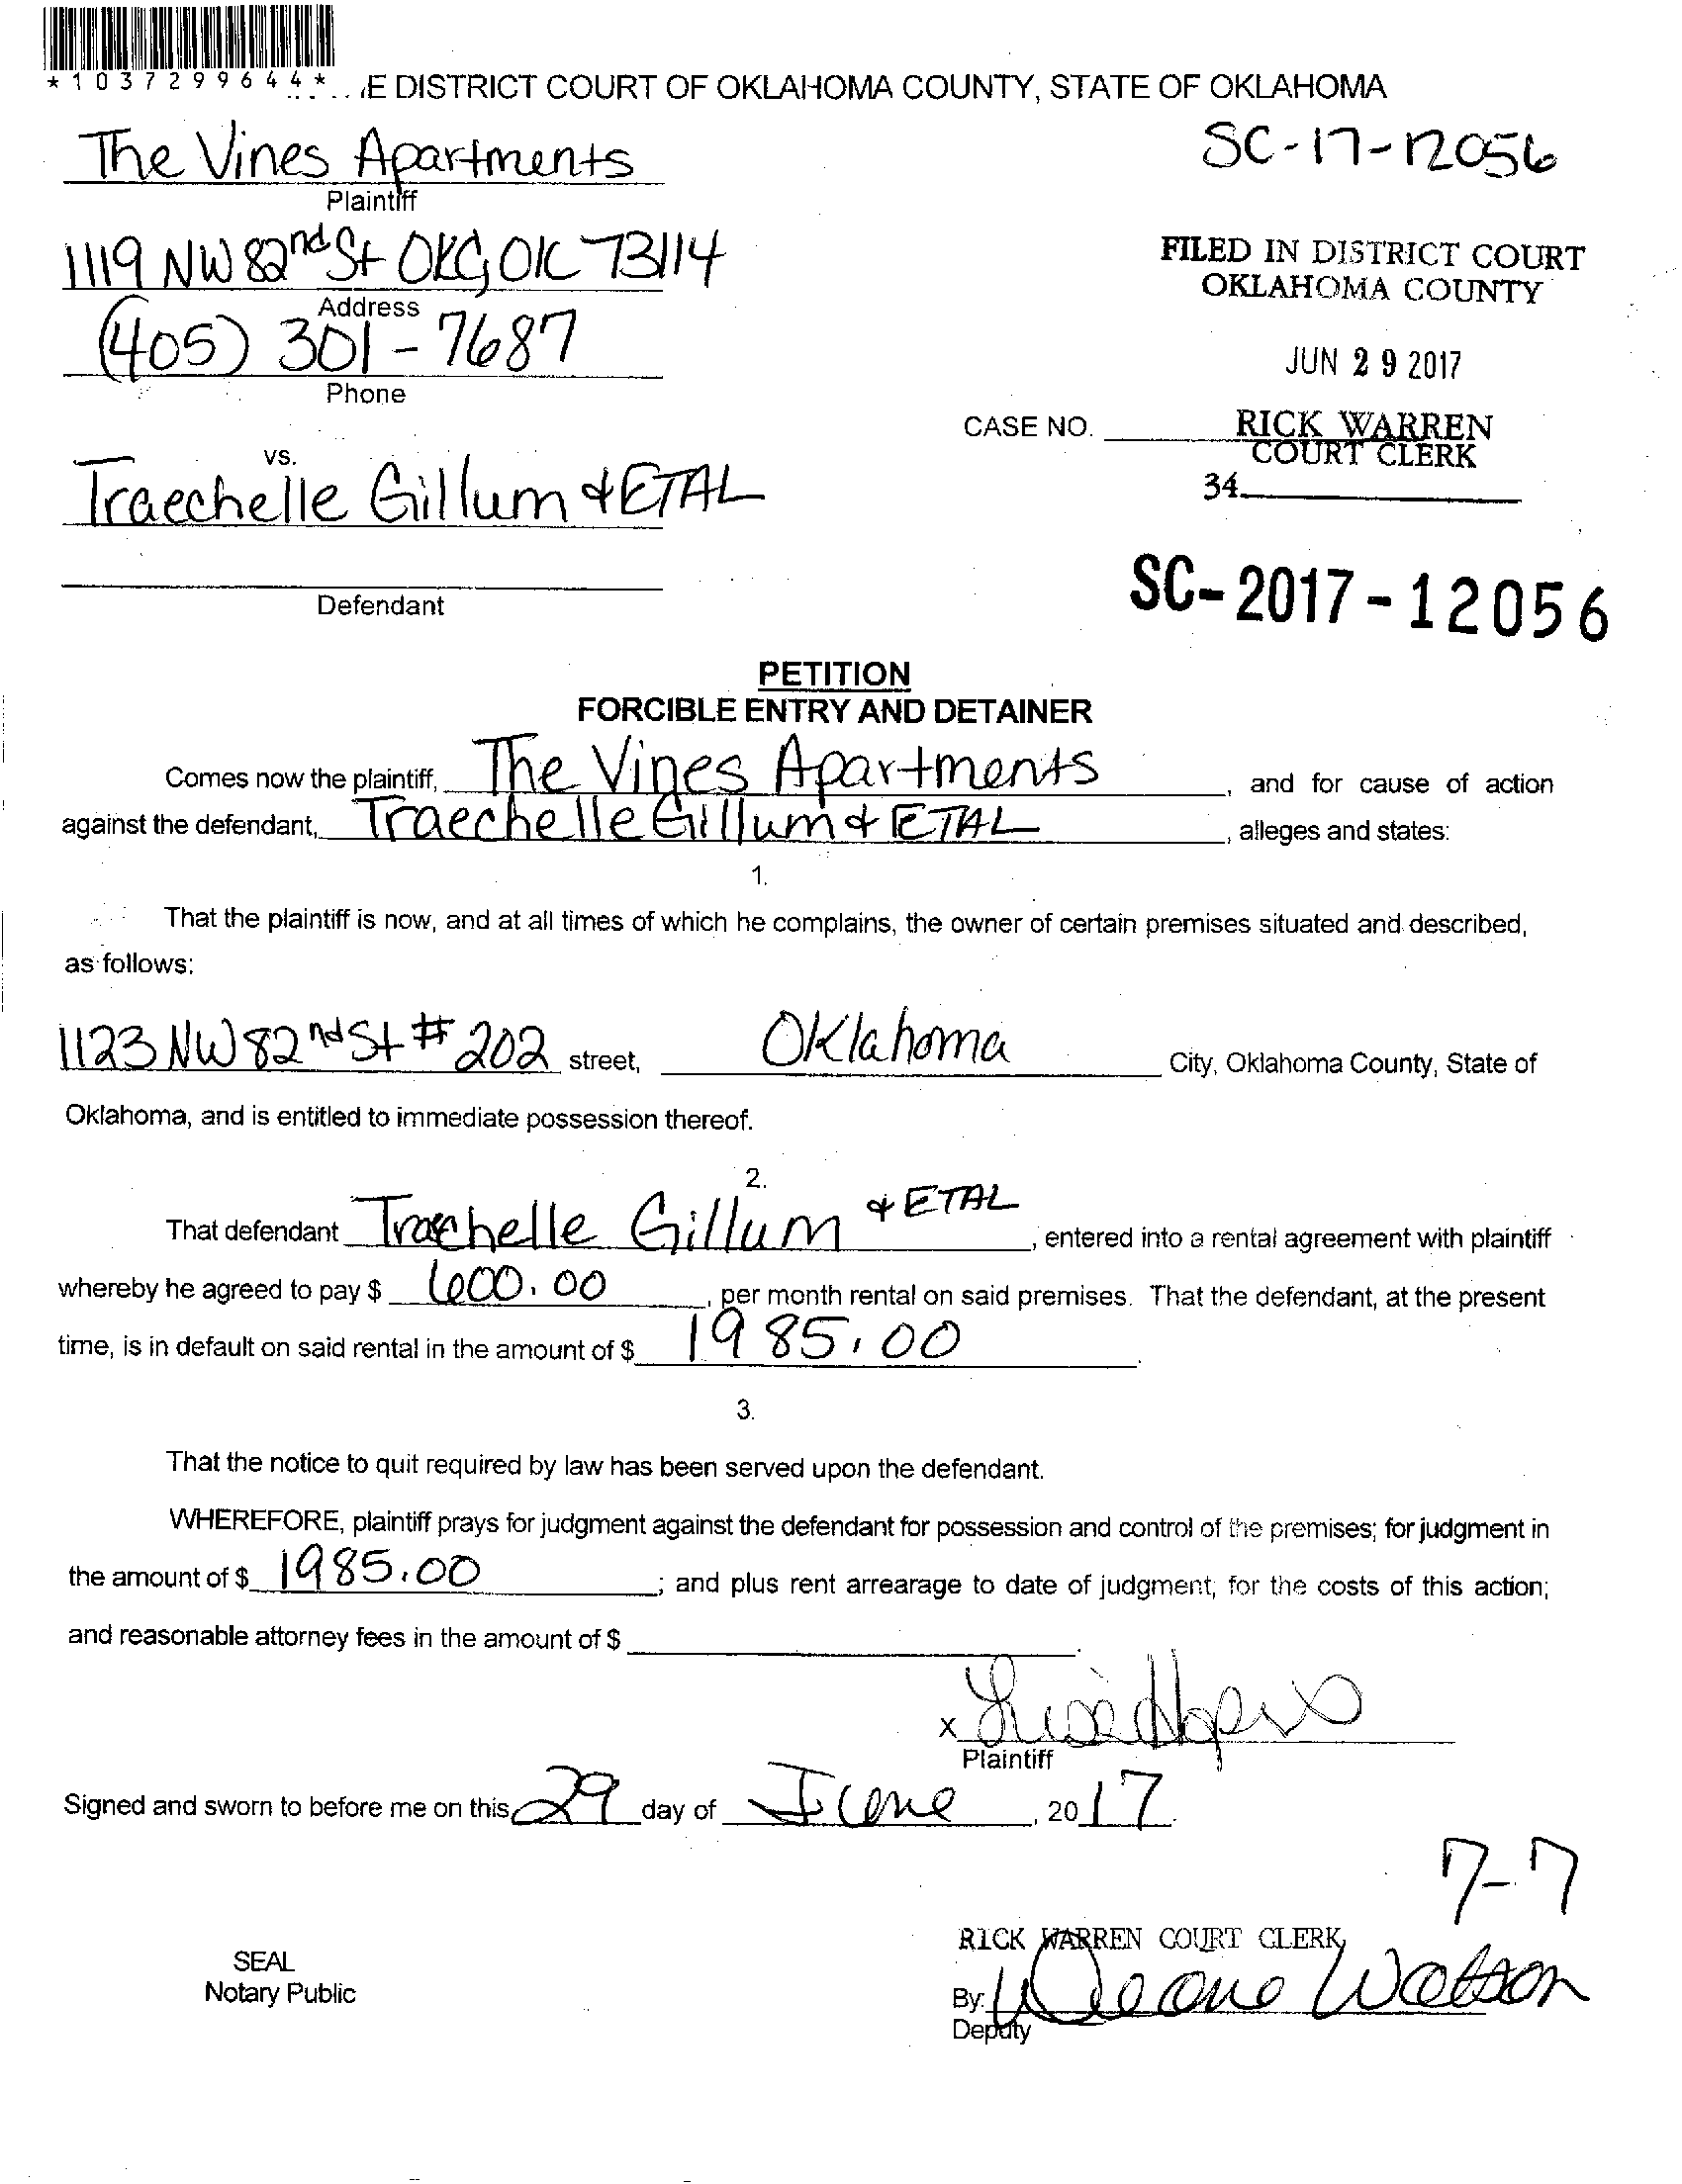 *1037299644*
E DISTRICT COURT OF OKLAHOMA COUNTY, STATE OF OKLAHOMA
The Vines Apartments
Plaintiff
SC-17-12056
1119 NW 82nd St OKC, OK 73114
Address
FILED IN DISTRICT COURT
OKLAHOMA COUNTY
(405) 301-7687
Phone
JUN 29 2017
CASE NO.
RICK WARREN
COURT CLERK
34
vs.
Traechelle Gillum & ETAL
Defendant
SC-2017-12056
PETITION
FORCIBLE ENTRY AND DETAINER
Comes now the plaintiff, The Vines Apartments, and for cause of action
against the defendant, Traechelle Gillum & ETAL, alleges and states:
1.
That the plaintiff is now, and at all times of which he complains, the owner of certain premises situated and described,
as follows:
1123 NW 82nd St # 202 street, Oklahoma City, Oklahoma County, State of
Oklahoma, and is entitled to immediate possession thereof.
2.
That defendant Traechelle Gillum & ETAL, entered into a rental agreement with plaintiff
whereby he agreed to pay $ 600.00, per month rental on said premises. That the defendant, at the present
time, is in default on said rental in the amount of $ 1985.00.
3.
That the notice to quit required by law has been served upon the defendant.
WHEREFORE, plaintiff prays for judgment against the defendant for possession and control of the premises; for judgment in
the amount of $ 1985.00; and plus rent arrearage to date of judgment; for the costs of this action;
and reasonable attorney fees in the amount of $ .
X
Plaintiff
Signed and sworn to before me on this 29 day of June, 2017.
7-7
SEAL
Notary Public
RICK WARREN COURT CLERK
By: Watson
Deputy